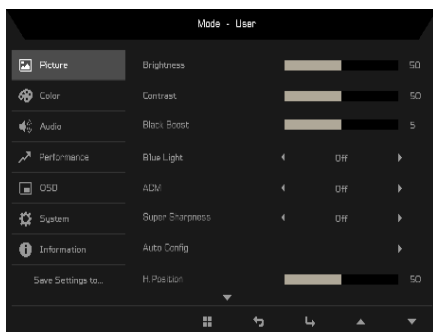 Mode - User
Picture
Brightness 50
Color
Contrast 50
Audio
Black Boost 5
Performance
Blue Light Off
OSD
ACM Off
System
Super Sharpness Off
Information
Auto Config
Save Settings to...
H.Position 50